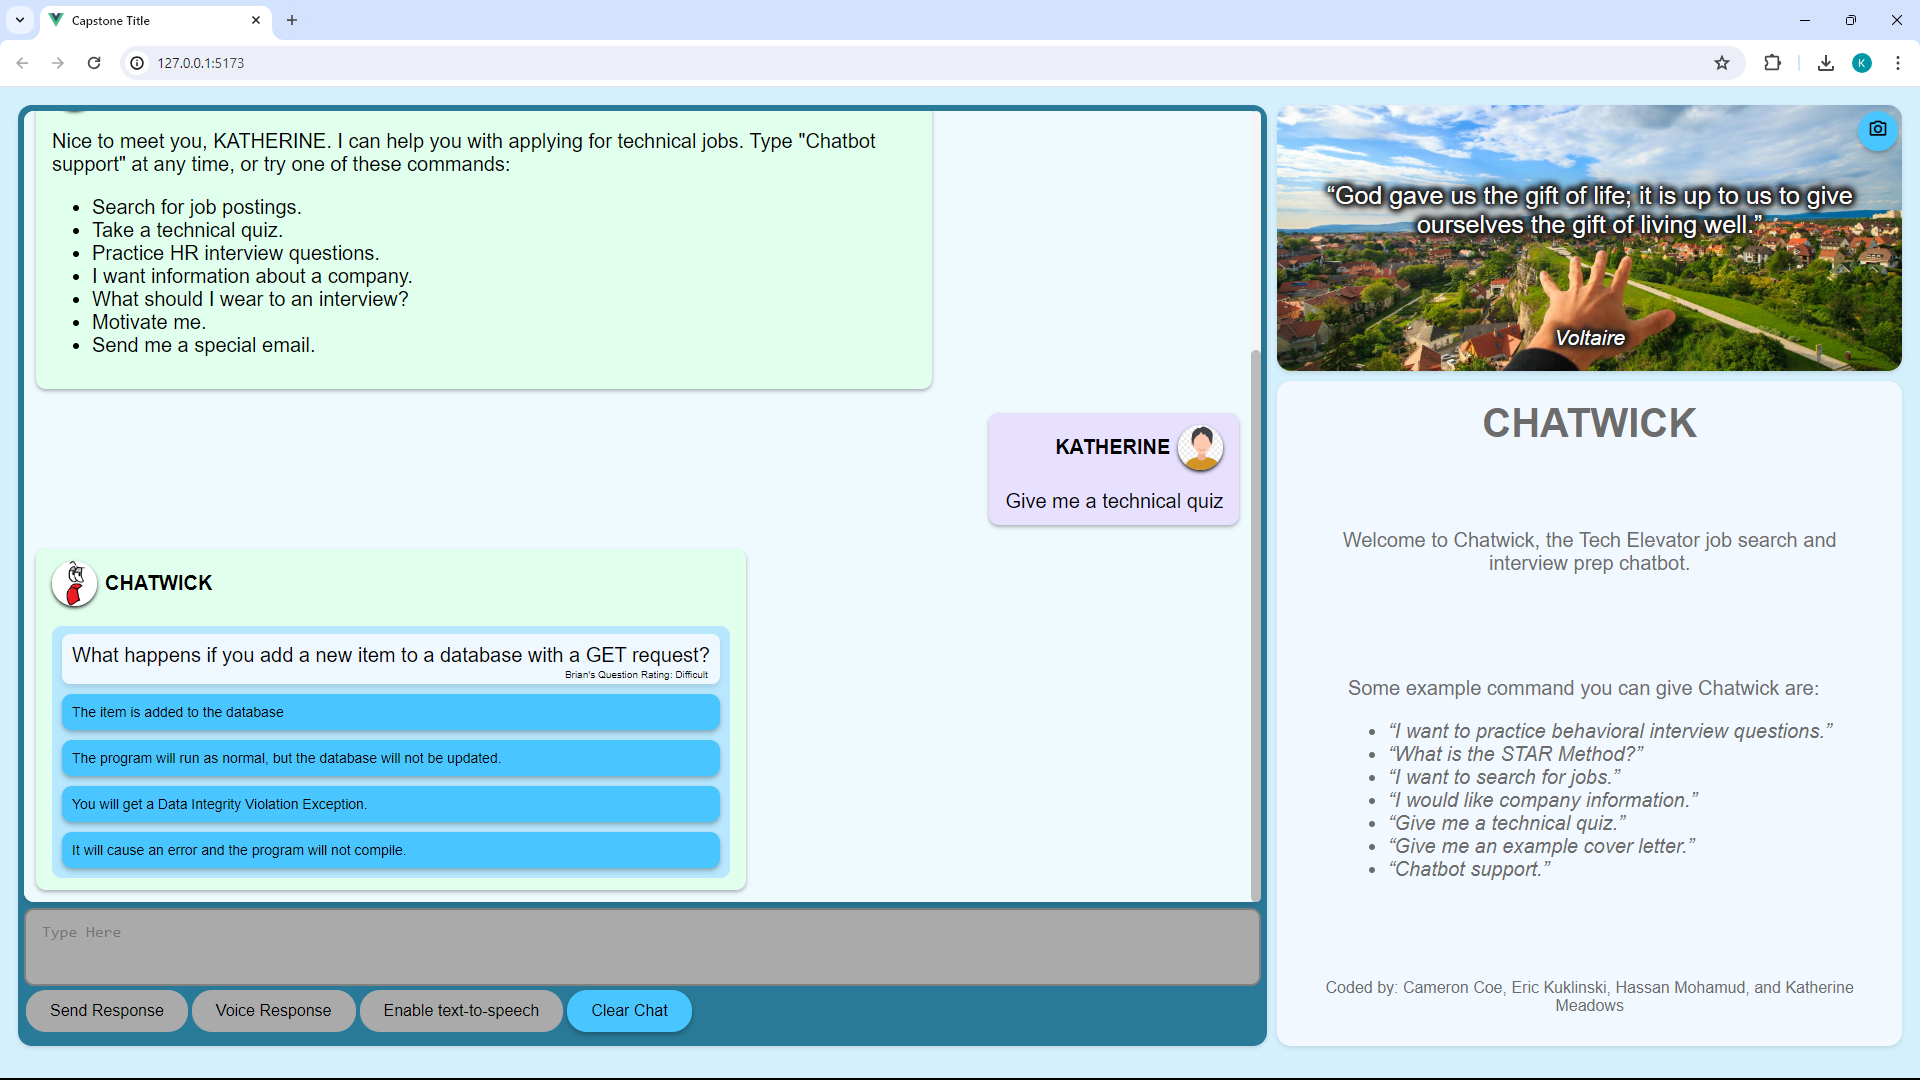 Capstone Title
127.0.0.1:5173
K
Nice to meet you, KATHERINE. I can help you with applying for technical jobs. Type "Chatbot
support" at any time, or try one of these commands:
• Search for job postings.
• Take a technical quiz.
• Practice HR interview questions.
• I want information about a company.
• What should I wear to an interview?
• Motivate me.
• Send me a special email.
KATHERINE
Give me a technical quiz
CHATWICK
What happens if you add a new item to a database with a GET request?
Brian's Question Rating: Difficult
The item is added to the database
The program will run as normal, but the database will not be updated.
You will get a Data Integrity Violation Exception.
It will cause an error and the program will not compile.
Type Here
Send Response
Voice Response
Enable text-to-speech
Clear Chat
“God gave us the gift of life; it is up to us to give
ourselves the gift of living well.”
Voltaire
CHATWICK
Welcome to Chatwick, the Tech Elevator job search and
interview prep chatbot.
Some example command you can give Chatwick are:
• “I want to practice behavioral interview questions.”
• “What is the STAR Method?”
• “I want to search for jobs.”
• “I would like company information.”
• “Give me a technical quiz.”
• “Give me an example cover letter.”
• “Chatbot support.”
Coded by: Cameron Coe, Eric Kuklinski, Hassan Mohamud, and Katherine
Meadows